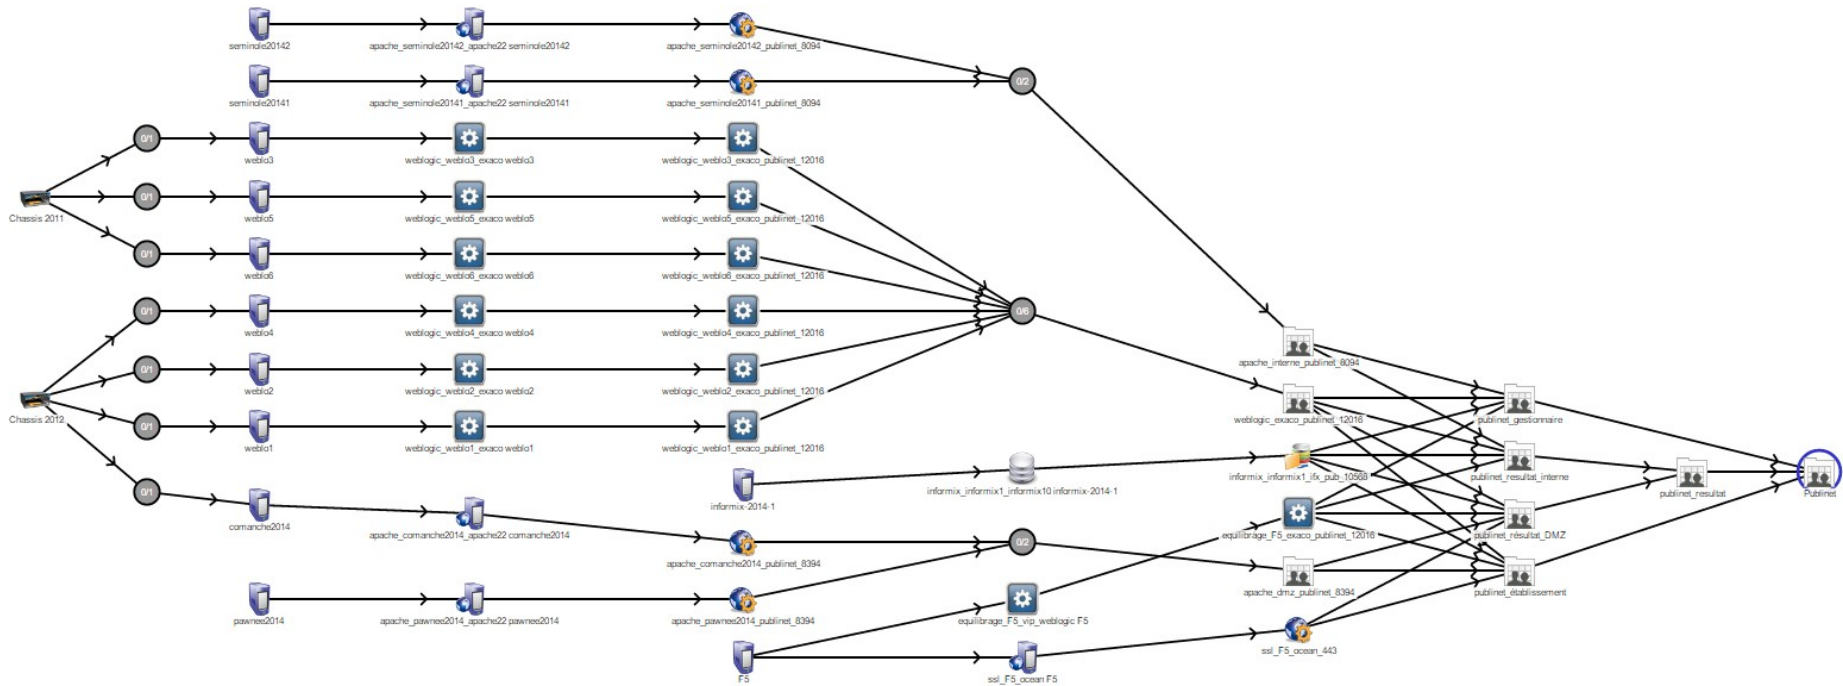 seminole20142
apache_seminole20142_apache22 seminole20142
apache_seminole20142_publinet_8094
0/2
seminole20141
apache_seminole20141_apache22 seminole20141
apache_seminole20141_publinet_8094
0/1
weblo3
weblogic_weblo3_exaco weblo3
weblogic_weblo3_exaco_publinet_12016
Chassis 2011
0/1
weblo5
weblogic_weblo5_exaco weblo5
weblogic_weblo5_exaco_publinet_12016
0/1
weblo6
weblogic_weblo6_exaco weblo6
weblogic_weblo6_exaco_publinet_12016
0/1
weblo4
weblogic_weblo4_exaco weblo4
weblogic_weblo4_exaco_publinet_12016
0/6
apache_interne_publinet_8094
0/1
weblo2
weblogic_weblo2_exaco weblo2
weblogic_weblo2_exaco_publinet_12016
Chassis 2012
weblogic_exaco_publinet_12016
publinet_gestionnaire
0/1
weblo1
weblogic_weblo1_exaco weblo1
weblogic_weblo1_exaco_publinet_12016
informix-2014-1
informix_informix1_informix10 informix-2014-1
informix_informix1_ifx_pub_10568
publinet_resultat_interne
publinet_resultat
Publinet
0/1
comanche2014
apache_comanche2014_apache22 comanche2014
apache_comanche2014_publinet_8394
0/2
equilibrage_F5_exaco_publinet_12016
publinet_résultat_DMZ
apache_dmz_publinet_8394
publinet_établissement
pawnee2014
apache_pawnee2014_apache22 pawnee2014
apache_pawnee2014_publinet_8394
equilibrage_F5_vip_weblogic F5
ssl_F5_ocean_443
F5
ssl_F5_ocean F5